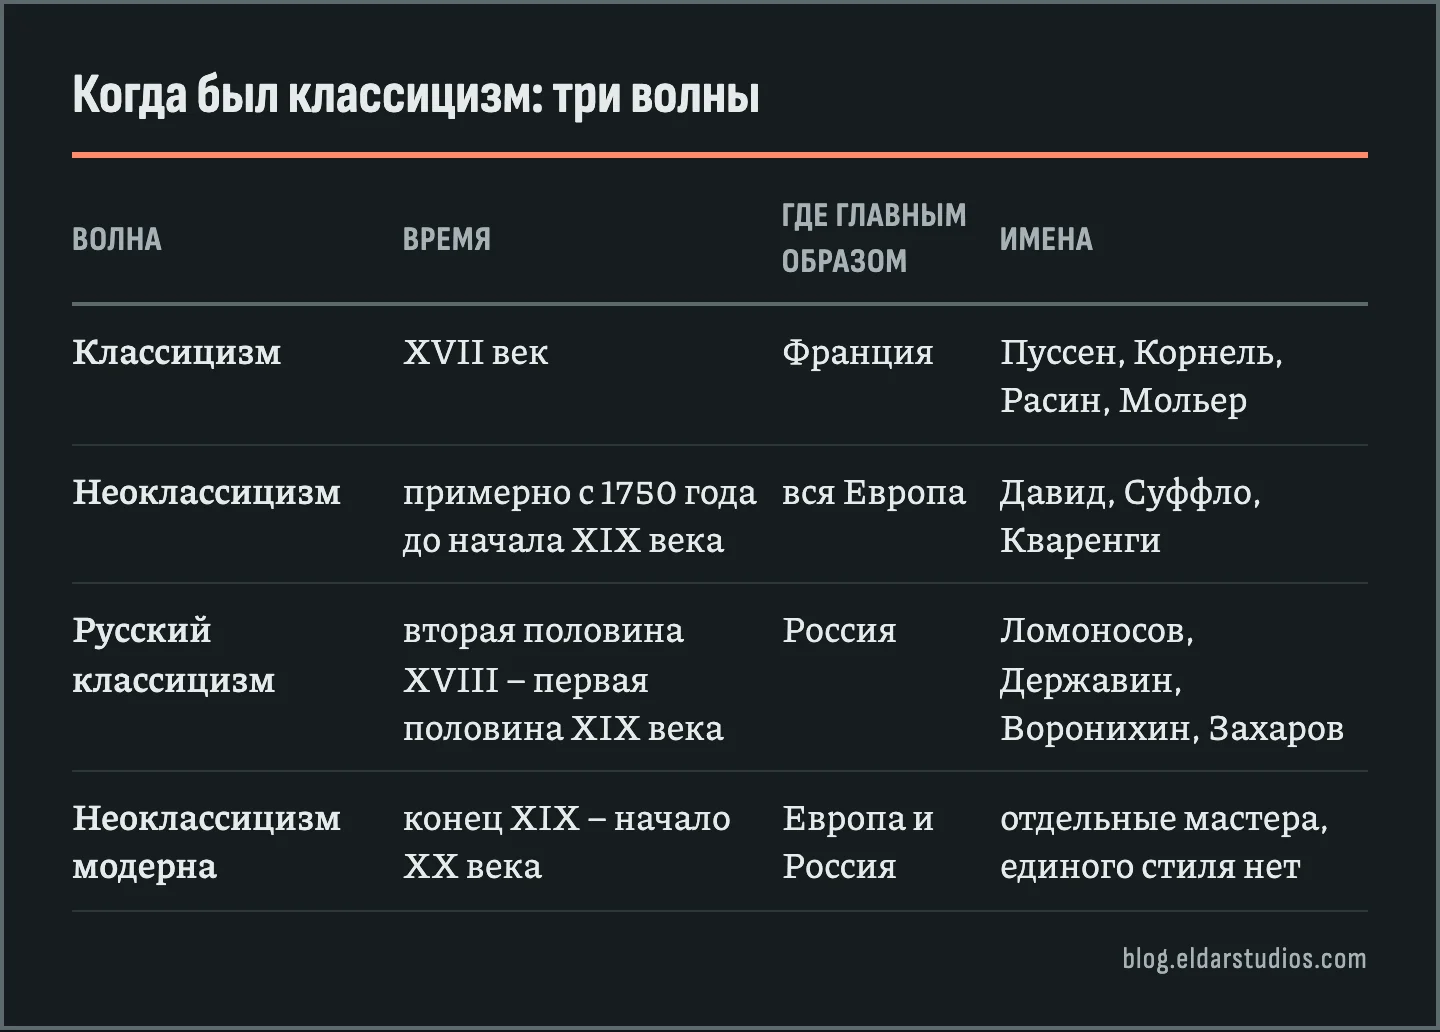 Когда был классицизм: три волны
ВОЛНА
ВРЕМЯ
ГДЕ ГЛАВНЫМ
ОБРАЗОМ
ИМЕНА
Классицизм
XVII век
Франция
Пуссен, Корнель,
Расин, Мольер
Неоклассицизм
примерно с 1750 года
до начала XIX века
вся Европа
Давид, Суффло,
Кваренги
Русский
классицизм
вторая половина
XVIII – первая
половина XIX века
Россия
Ломоносов,
Державин,
Воронихин, Захаров
Неоклассицизм
модерна
конец XIX – начало
XX века
Европа и
Россия
отдельные мастера,
единого стиля нет
blog.eldarstudios.com